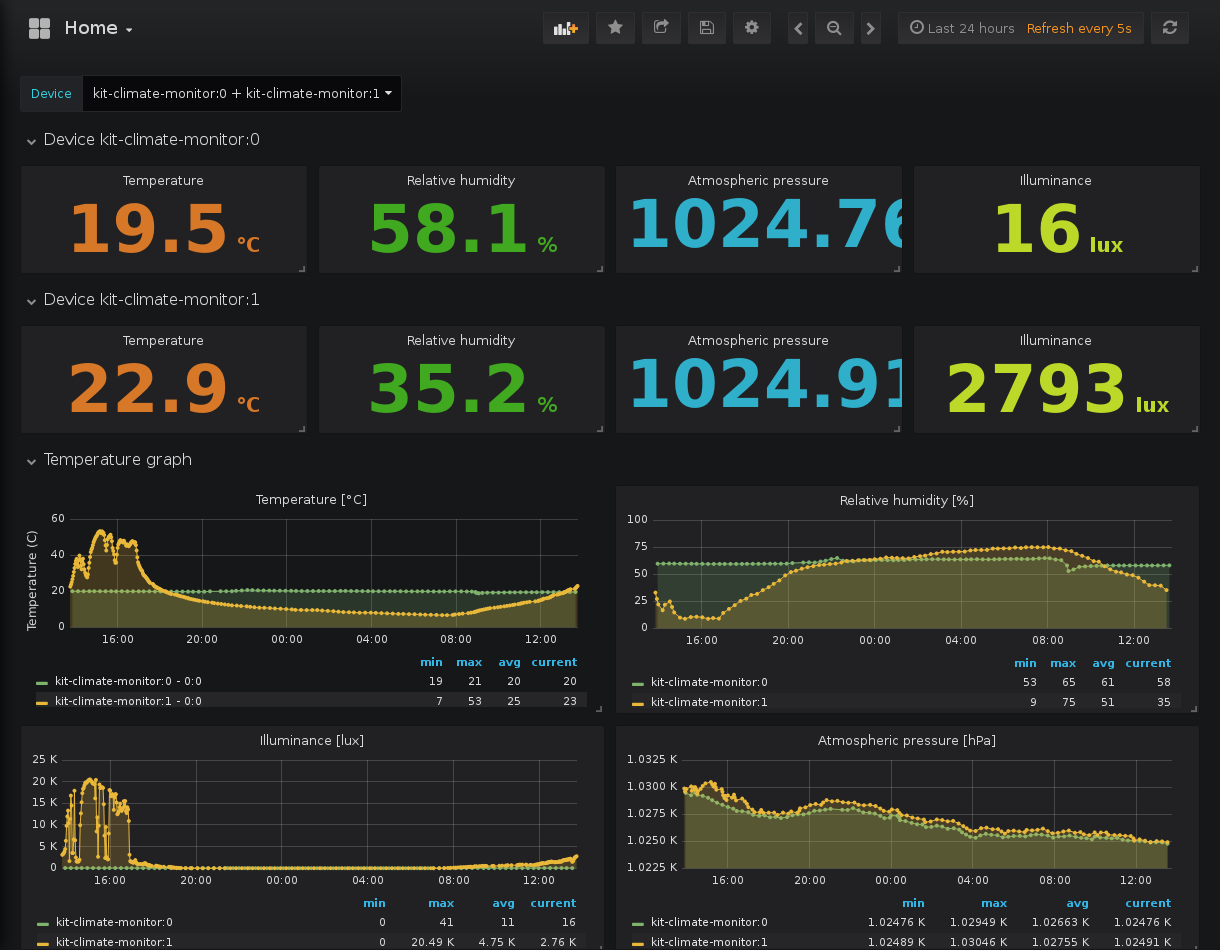 Home
Last 24 hours Refresh every 5s
Device kit-climate-monitor:0 + kit-climate-monitor:1
Device kit-climate-monitor:0
Temperature Relative humidity Atmospheric pressure Illuminance
19.5 °C 58.1 % 1024.76 16 lux
Device kit-climate-monitor:1
Temperature Relative humidity Atmospheric pressure Illuminance
22.9 °C 35.2 % 1024.91 2793 lux
Temperature graph
Temperature [°C]
Temperature (C)
60
40
20
0
16:00 20:00 00:00 04:00 08:00 12:00
min max avg current
kit-climate-monitor:0 - 0:0 19 21 20 20
kit-climate-monitor:1 - 0:0 7 53 25 23
Relative humidity [%]
100
75
50
25
0
16:00 20:00 00:00 04:00 08:00 12:00
min max avg current
kit-climate-monitor:0 53 65 61 58
kit-climate-monitor:1 9 75 51 35
Illuminance [lux]
25 K
20 K
15 K
10 K
5 K
0
16:00 20:00 00:00 04:00 08:00 12:00
min max avg current
kit-climate-monitor:0 0 41 11 16
kit-climate-monitor:1 0 20.49 K 4.75 K 2.76 K
Atmospheric pressure [hPa]
1.0325 K
1.0300 K
1.0275 K
1.0250 K
1.0225 K
16:00 20:00 00:00 04:00 08:00 12:00
min max avg current
kit-climate-monitor:0 1.02476 K 1.02949 K 1.02663 K 1.02476 K
kit-climate-monitor:1 1.02489 K 1.03046 K 1.02755 K 1.02491 K